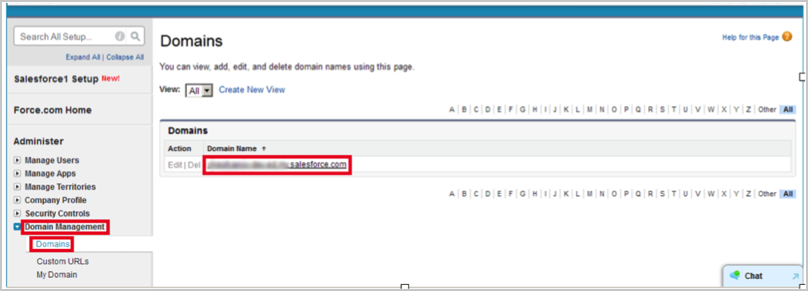 Search All Setup...
Expand All | Collapse All
Salesforce1 Setup New!
Force.com Home
Administer
Manage Users
Manage Apps
Manage Territories
Company Profile
Security Controls
Domain Management
Domains
Custom URLs
My Domain
Domains
Help for this Page
You can view, add, edit, and delete domain names using this page.
View: All Create New View
A | B | C | D | E | F | G | H | I | J | K | L | M | N | O | P | Q | R | S | T | U | V | W | X | Y | Z | Other | All
Domains
Action Domain Name ↑
Edit | Del .salesforce.com
A | B | C | D | E | F | G | H | I | J | K | L | M | N | O | P | Q | R | S | T | U | V | W | X | Y | Z | Other | All
Chat